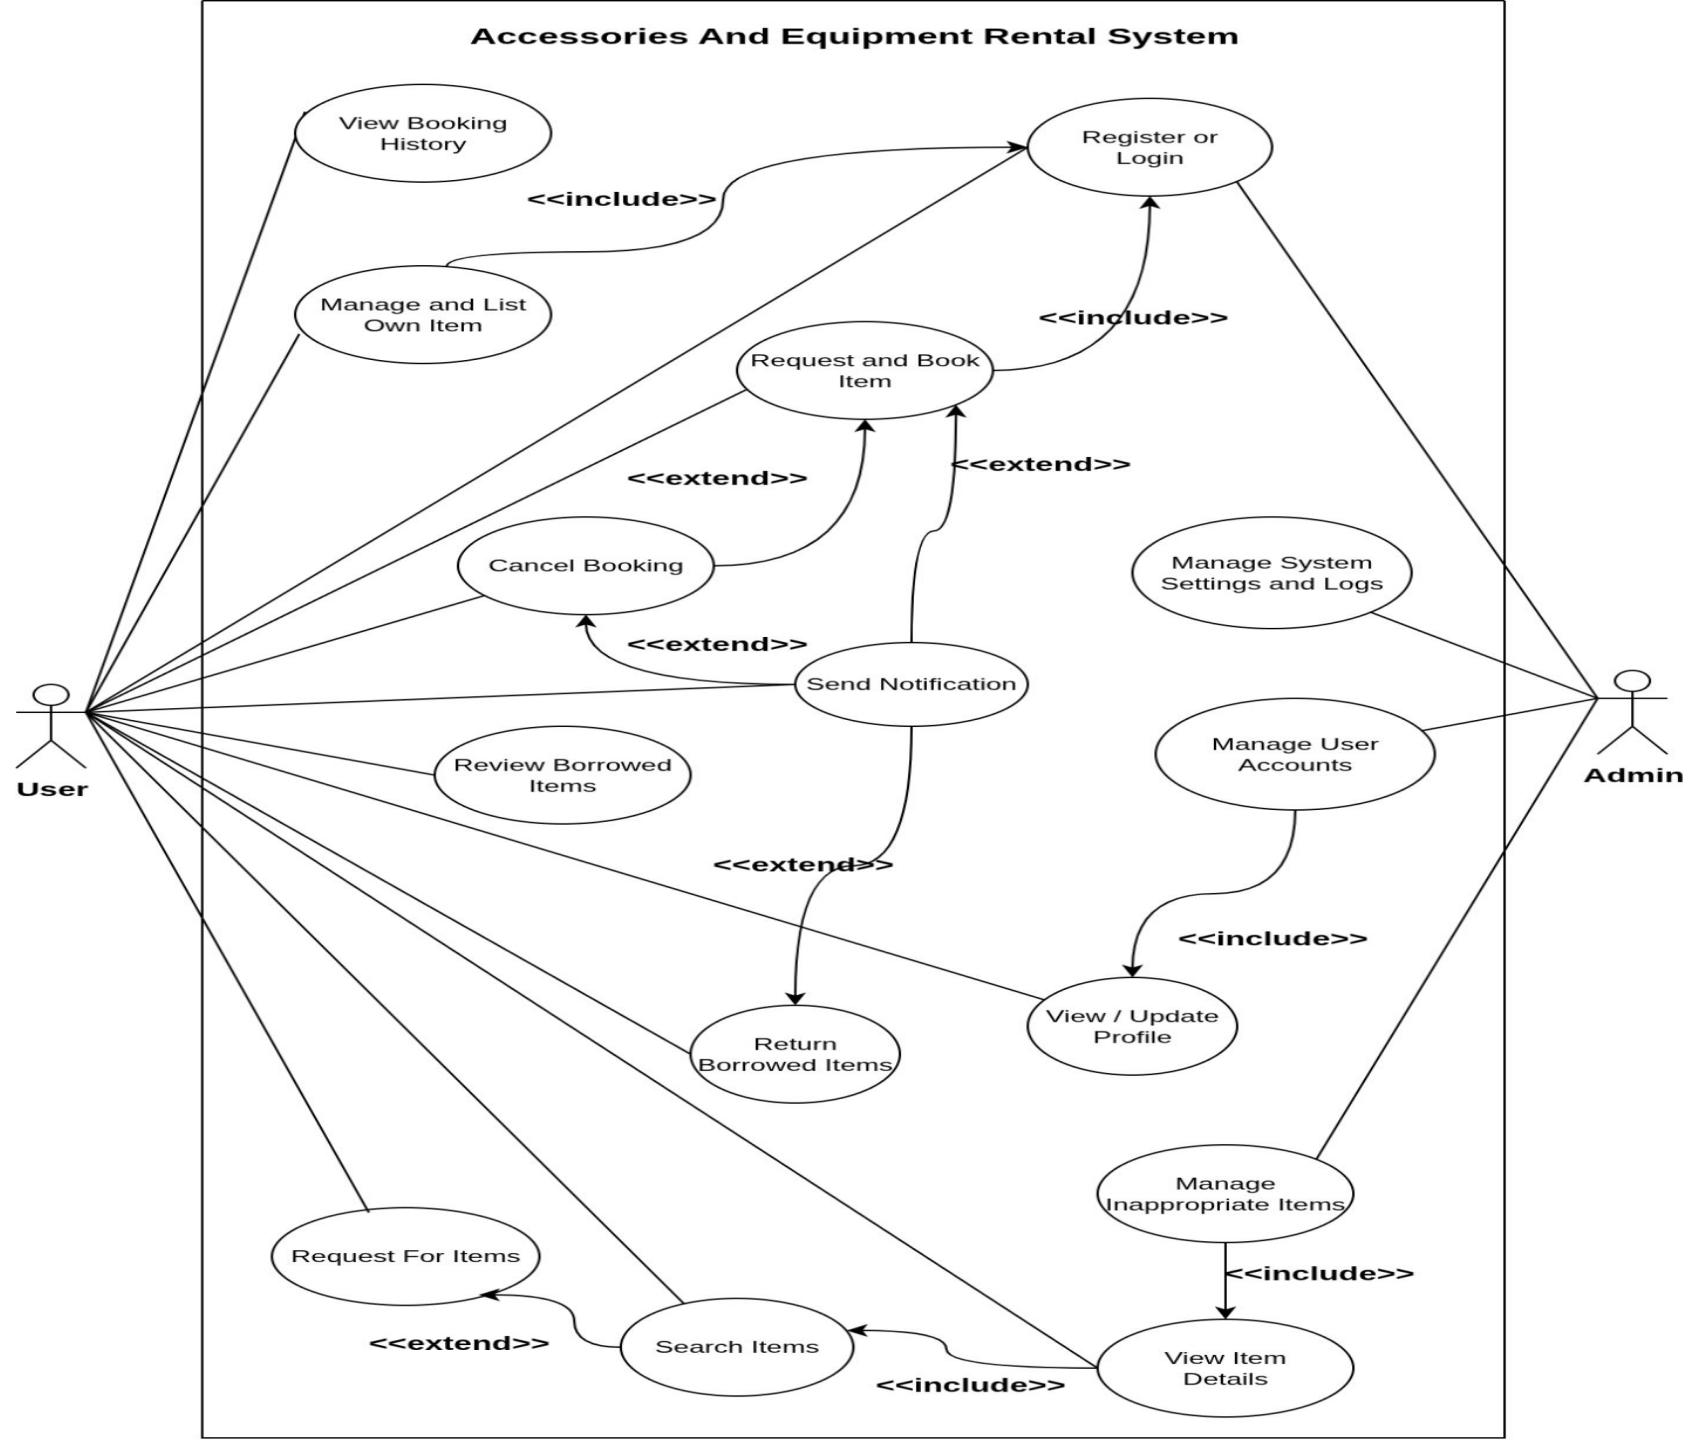 Accessories And Equipment Rental System
View Booking
History
Register or
Login
<<include>>
Manage and List
Own Item
<<include>>
Request and Book
Item
<<extend>>
<<extend>>
Cancel Booking
Manage System
Settings and Logs
<<extend>>
Send Notification
Manage User
Accounts
Review Borrowed
Items
User
Admin
<<extend>>
<<include>>
View / Update
Profile
Return
Borrowed Items
Manage
Inappropriate Items
Request For Items
<<include>>
<<extend>>
Search Items
View Item
Details
<<include>>